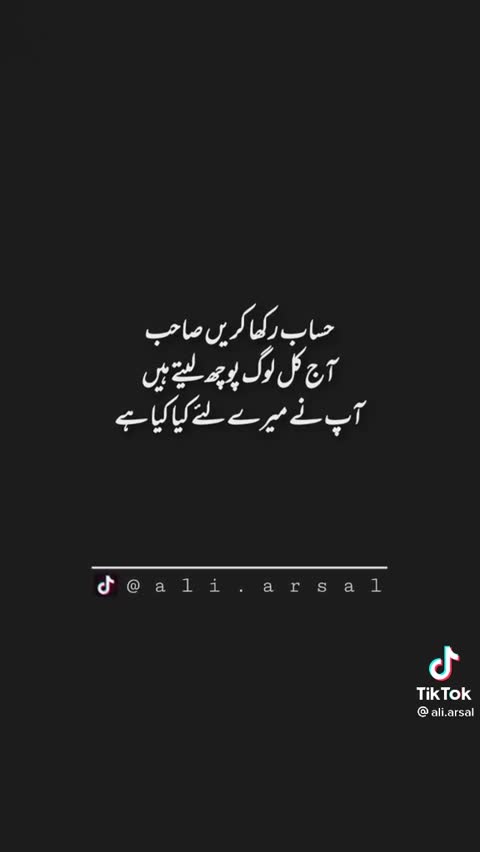 حساب رکھا کریں صاحب
آج کل لوگ پوچھ لیتے ہیں
آپ نے میرے لئے کیا کیا ہے
@ali.arsal
TikTok
@ali.arsal